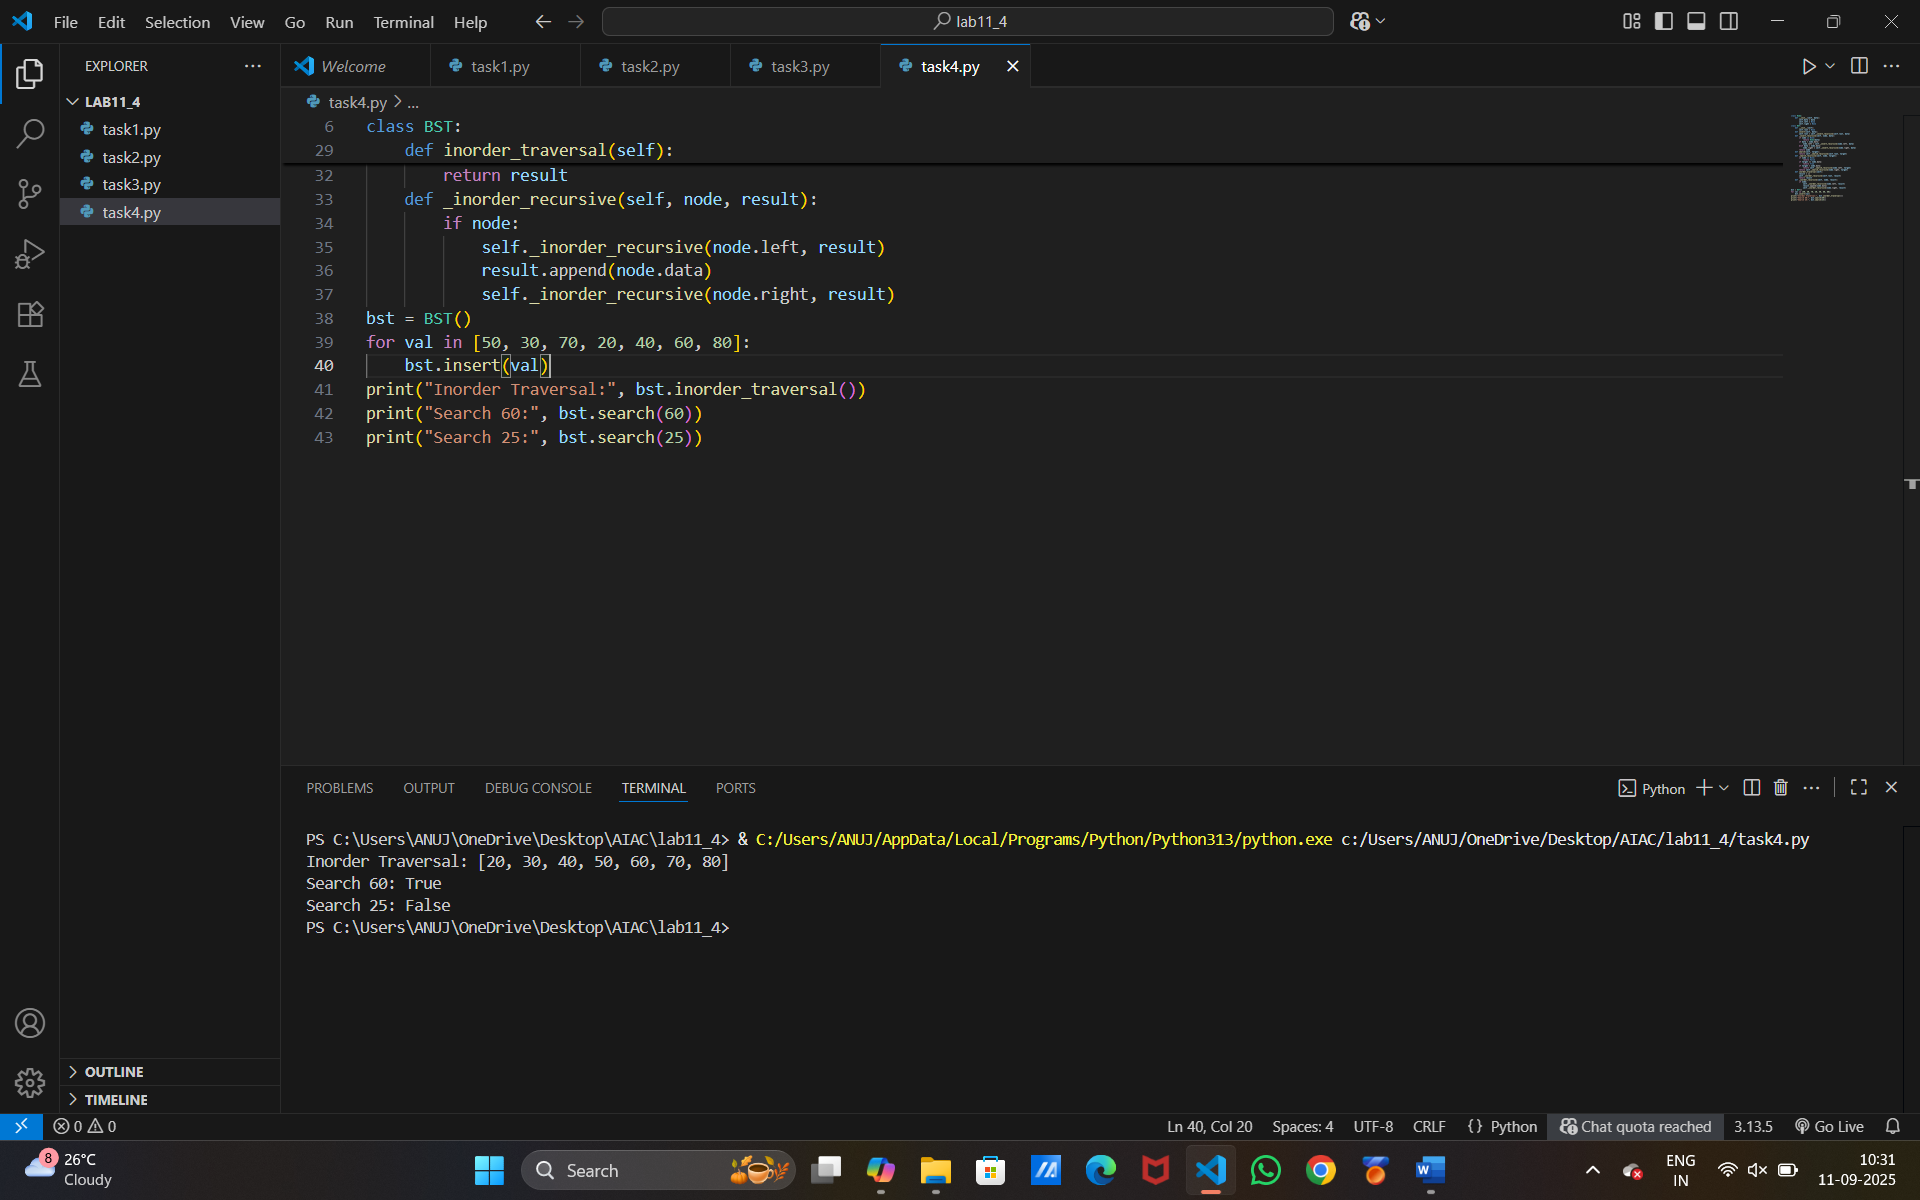 File Edit Selection View Go Run Terminal Help
lab11_4
EXPLORER
LAB11_4
task1.py
task2.py
task3.py
task4.py
OUTLINE
TIMELINE
Welcome task1.py task2.py task3.py task4.py
task4.py > ...
6 class BST:
29 def inorder_traversal(self):
32 return result
33 def _inorder_recursive(self, node, result):
34 if node:
35 self._inorder_recursive(node.left, result)
36 result.append(node.data)
37 self._inorder_recursive(node.right, result)
38 bst = BST()
39 for val in [50, 30, 70, 20, 40, 60, 80]:
40 bst.insert(val)
41 print("Inorder Traversal:", bst.inorder_traversal())
42 print("Search 60:", bst.search(60))
43 print("Search 25:", bst.search(25))
PROBLEMS OUTPUT DEBUG CONSOLE TERMINAL PORTS
Python
PS C:\Users\ANUJ\OneDrive\Desktop\AIAC\lab11_4> & C:/Users/ANUJ/AppData/Local/Programs/Python/Python313/python.exe c:/Users/ANUJ/OneDrive/Desktop/AIAC/lab11_4/task4.py
Inorder Traversal: [20, 30, 40, 50, 60, 70, 80]
Search 60: True
Search 25: False
PS C:\Users\ANUJ\OneDrive\Desktop\AIAC\lab11_4>
0 0
Ln 40, Col 20 Spaces: 4 UTF-8 CRLF {} Python Chat quota reached 3.13.5 Go Live
8
26°C
Cloudy
Search
ENG
IN
10:31
11-09-2025